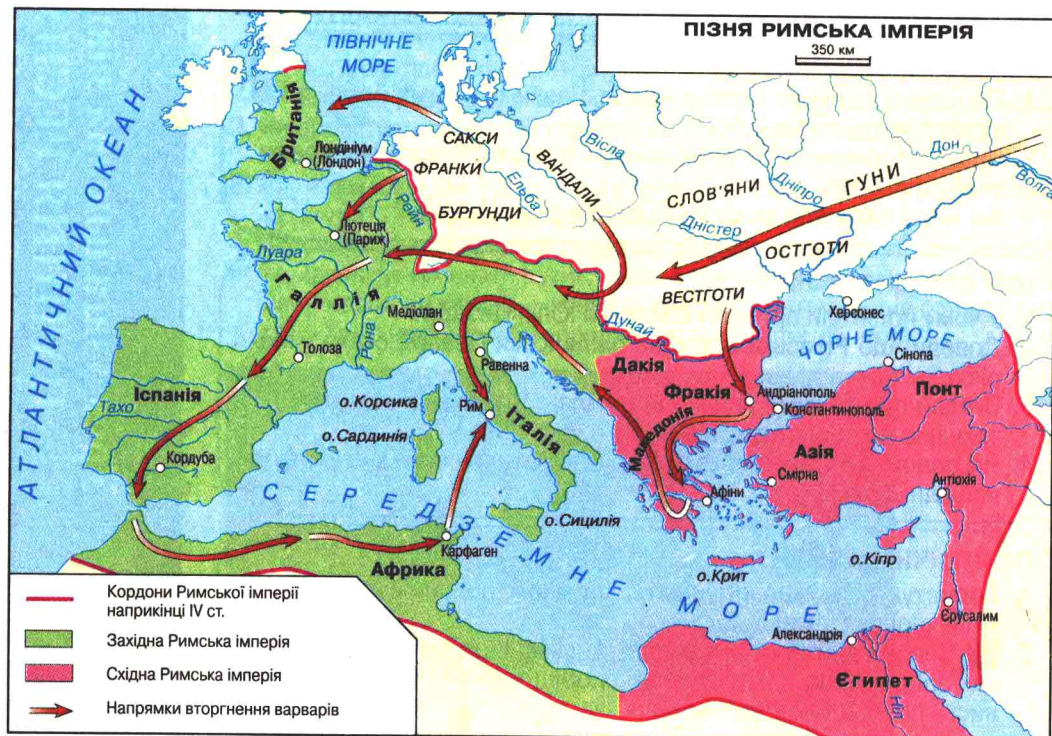 ПІЗНЯ РИМСЬКА ІМПЕРІЯ
350 км
АТЛАНТИЧНИЙ ОКЕАН
ПІВНІЧНЕ
МОРЕ
Британія
Лондініум
(Лондон)
САКСИ
ФРАНКИ
БУРГУНДИ
Ельба
ВАНДАЛИ
Вісла
СЛОВ'ЯНИ
Дніпро
ГУНИ
Дон
Волга
Дністер
ОСТГОТИ
ВЕСТГОТИ
Рейн
Лютеція
(Париж)
Луара
Галлія
Медіолан
Рона
Толоза
Равенна
Дунай
Дакія
Фракія
Македонія
Андріанополь
Константинополь
Херсонес
ЧОРНЕ МОРЕ
Сінопа
Понт
Азія
Смірна
Антіохія
Іспанія
Тахо
Кордуба
о.Корсика
о.Сардинія
Рим
Італія
Афіни
СЕРЕДЗЕМНЕ МОРЕ
о.Сицилія
Карфаген
Африка
о.Крит
о.Кіпр
Єрусалим
Александрія
Єгипет
Ніл
Кордони Римської імперії
наприкінці IV ст.
Західна Римська імперія
Східна Римська імперія
Напрямки вторгнення варварів